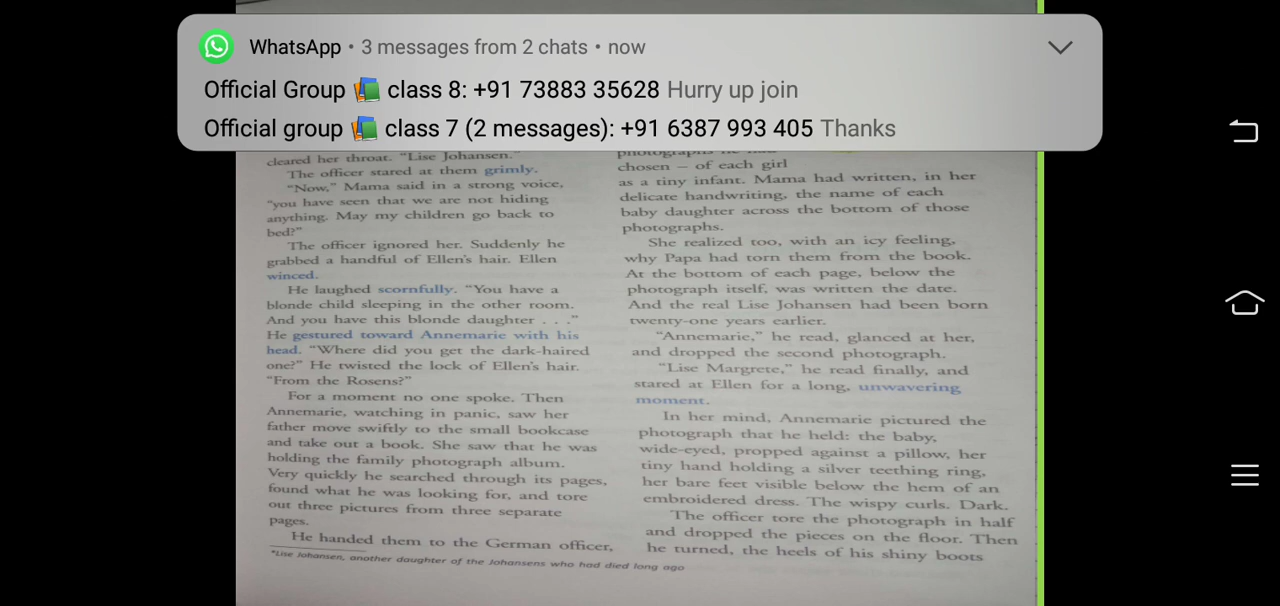 WhatsApp • 3 messages from 2 chats • now
Official Group class 8: +91 73883 35628 Hurry up join
Official group class 7 (2 messages): +91 6387 993 405 Thanks
cleared her throat. "Lise Johansen."
The officer stared at them grimly.
"Now," Mama said in a strong voice,
"you have seen that we are not hiding
anything. May my children go back to
bed?"
The officer ignored her. Suddenly he
grabbed a handful of Ellen's hair. Ellen
winced.
He laughed scornfully. "You have a
blonde child sleeping in the other room.
And you have this blonde daughter . . ."
He gestured toward Annemarie with his
head. "Where did you get the dark-haired
one?" He twisted the lock of Ellen's hair.
"From the Rosens?"
For a moment no one spoke. Then
Annemarie, watching in panic, saw her
father move swiftly to the small bookcase
and take out a book. She saw that he was
holding the family photograph album.
Very quickly he searched through its pages,
found what he was looking for, and tore
out three pictures from three separate
pages.
He handed them to the German officer,
*Lise Johansen, another daughter of the Johansens who had died long ago
photographs he had
chosen – of each girl
as a tiny infant. Mama had written, in her
delicate handwriting, the name of each
baby daughter across the bottom of those
photographs.
She realized too, with an icy feeling,
why Papa had torn them from the book.
At the bottom of each page, below the
photograph itself, was written the date.
And the real Lise Johansen had been born
twenty-one years earlier.
"Annemarie," he read, glanced at her,
and dropped the second photograph.
"Lise Margrete," he read finally, and
stared at Ellen for a long, unwavering
moment.
In her mind, Annemarie pictured the
photograph that he held: the baby,
wide-eyed, propped against a pillow, her
tiny hand holding a silver teething ring,
her bare feet visible below the hem of an
embroidered dress. The wispy curls. Dark.
The officer tore the photograph in half
and dropped the pieces on the floor. Then
he turned, the heels of his shiny boots